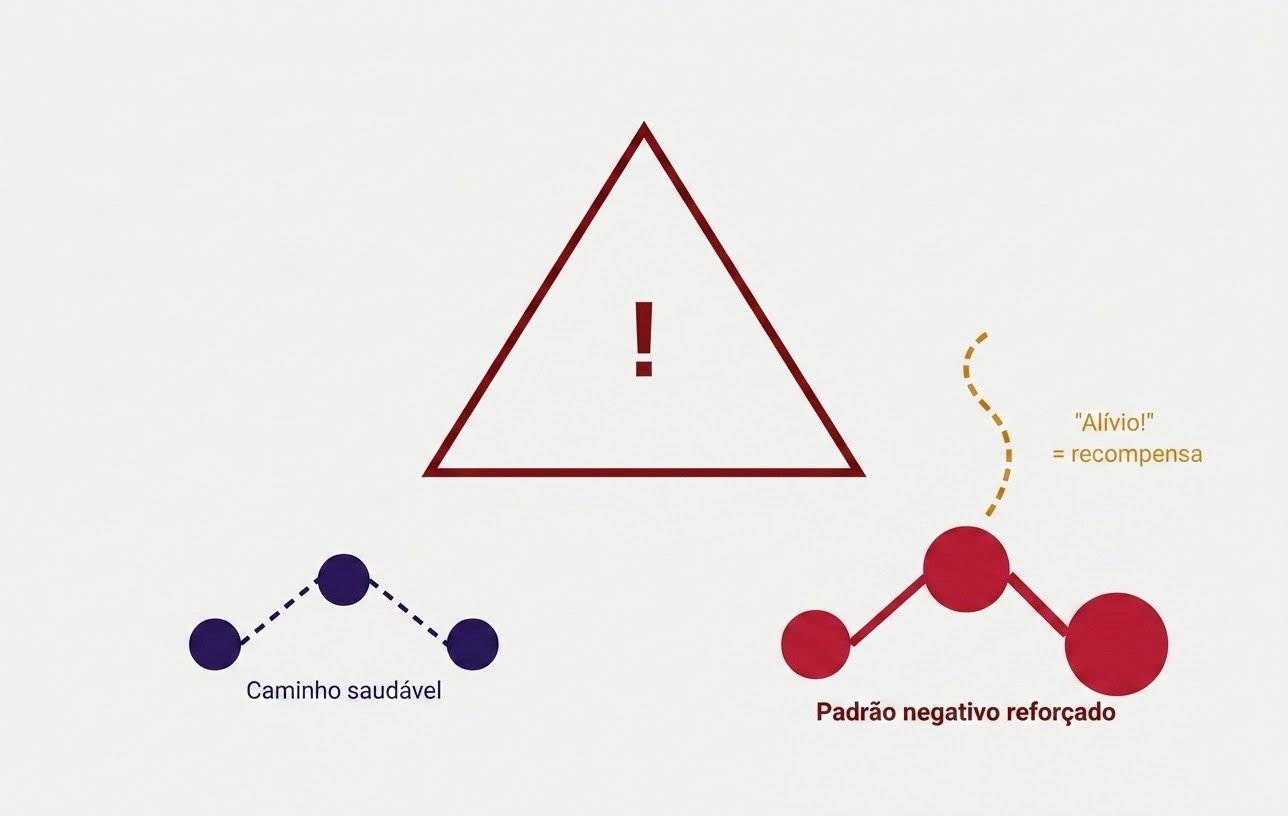 !
"Alívio!"
= recompensa
Caminho saudável
Padrão negativo reforçado